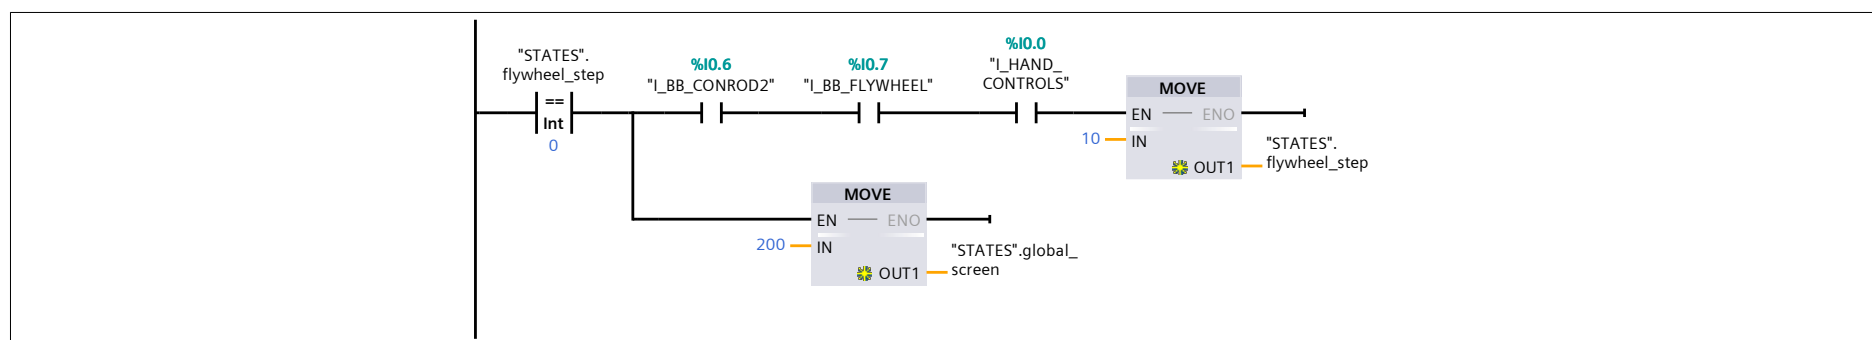 "STATES".
flywheel_step
==
Int
0
%I0.6
"I_BB_CONROD2"
%I0.7
"I_BB_FLYWHEEL"
%I0.0
"I_HAND_
CONTROLS"
MOVE
EN
ENO
10
IN
OUT1
"STATES".
flywheel_step
MOVE
EN
ENO
200
IN
OUT1
"STATES".global_
screen